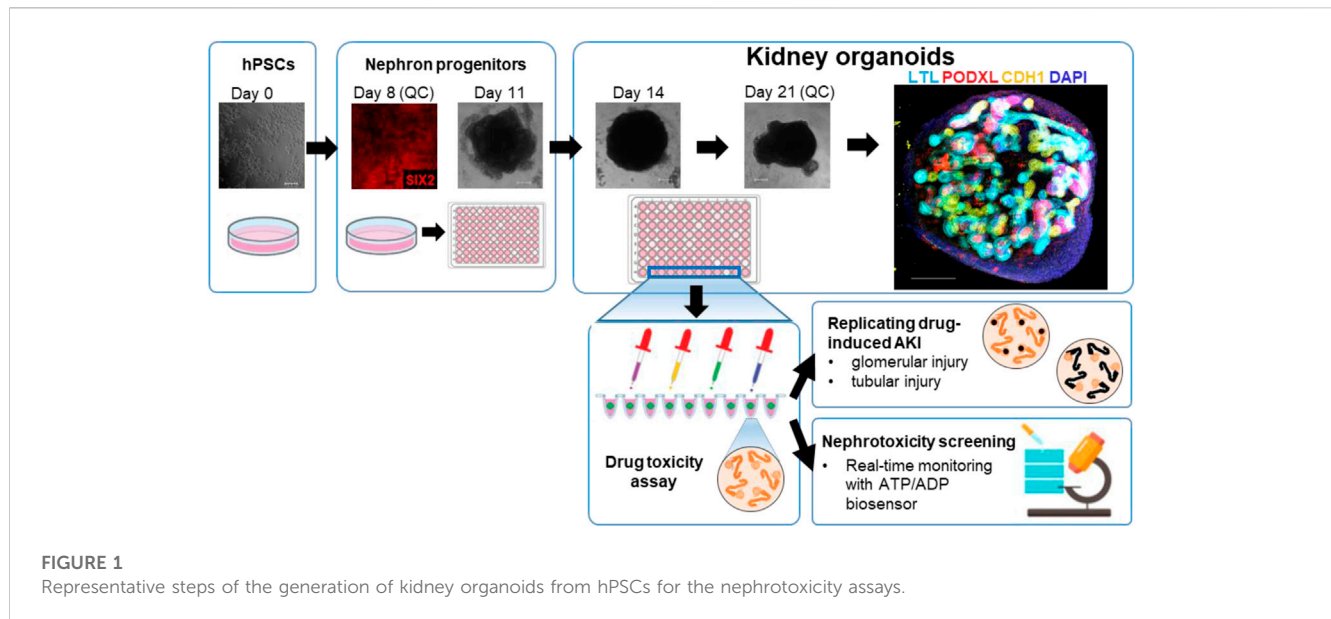 hPSCs
Day 0
Nephron progenitors
Day 8 (QC)
Day 11
SIX2
Kidney organoids
Day 14
Day 21 (QC)
LTL PODXL CDH1 DAPI
Drug toxicity
assay
Replicating drug-
induced AKI
• glomerular injury
• tubular injury
Nephrotoxicity screening
• Real-time monitoring
with ATP/ADP
biosensor
FIGURE 1
Representative steps of the generation of kidney organoids from hPSCs for the nephrotoxicity assays.